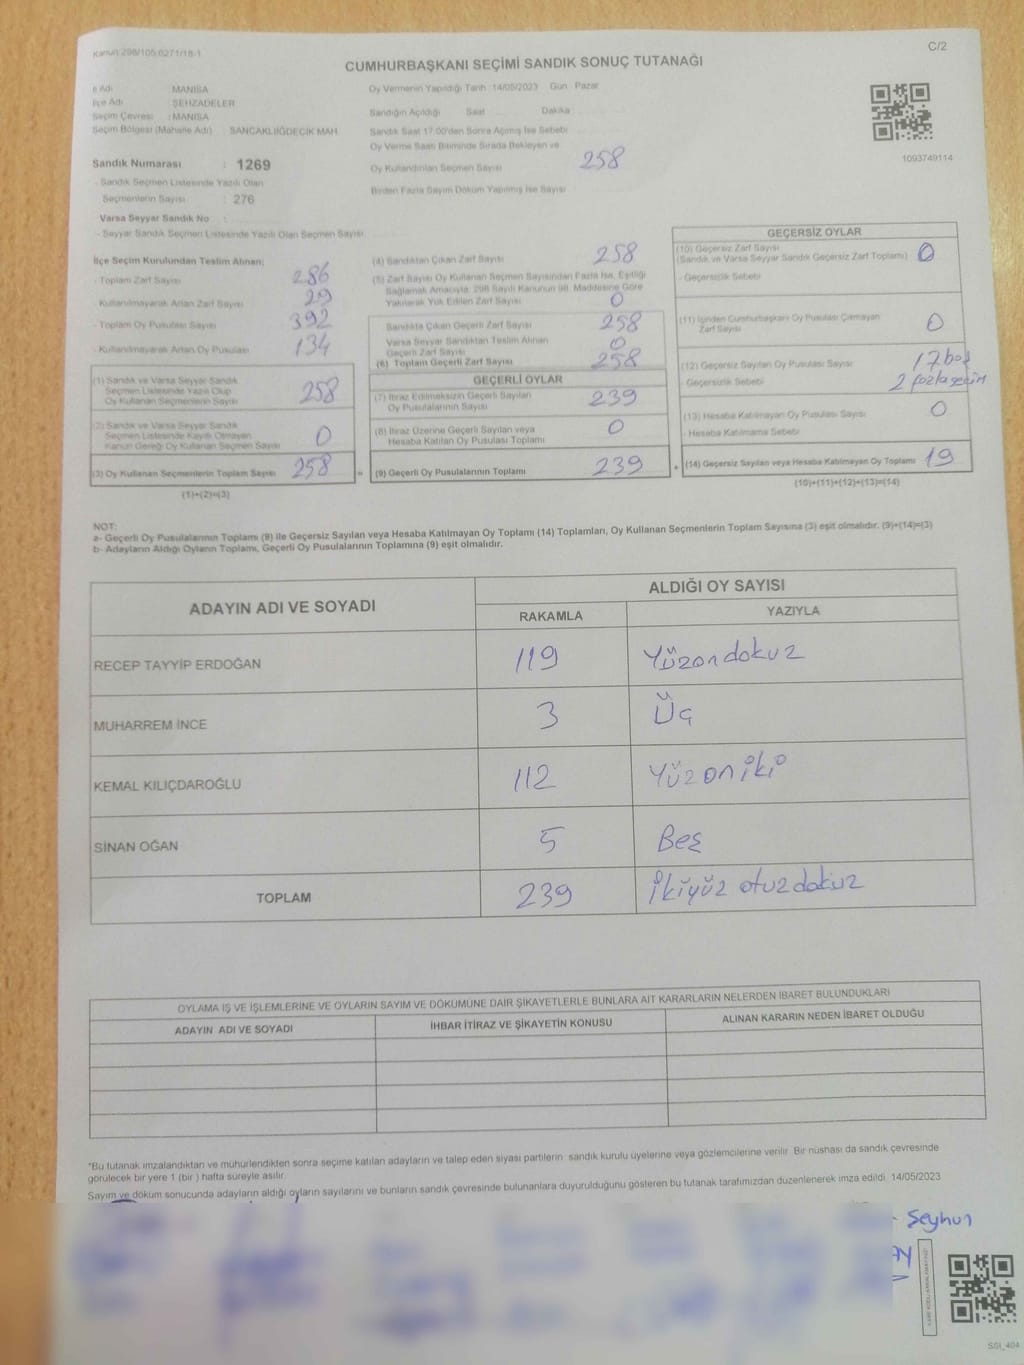 Kanun 298/105,0271/18-1
C/2
CUMHURBAŞKANI SEÇİMİ SANDIK SONUÇ TUTANAĞI
İl Adı : MANİSA
İlçe Adı : ŞEHZADELER
Seçim Çevresi : MANİSA
Seçim Bölgesi (Mahalle Adı) : SANCAKLIİĞDECİK MAH.
Sandık Numarası : 1269
- Sandık Seçmen Listesinde Yazılı Olan
Seçmenlerin Sayısı : 276
Varsa Seyyar Sandık No :
- Seyyar Sandık Seçmen Listesinde Yazılı Olan Seçmen Sayısı
Oy Vermenin Yapıldığı Tarih :14/05/2023 Gün : Pazar
Sandığın Açıldığı Saat Dakika
Sandık Saat 17.00'den Sonra Açılmış İse Sebebi
Oy Verme Saati Bitiminde Sırada Bekleyen ve
Oy Kullandırılan Seçmen Sayısı 258
Birden Fazla Sayım Döküm Yapılmış İse Sayısı
1093749114
İlçe Seçim Kurulundan Teslim Alınan;
- Toplam Zarf Sayısı 286
- Kullanılmayarak Artan Zarf Sayısı 29
- Toplam Oy Pusulası Sayısı 392
- Kullanılmayarak Artan Oy Pusulası 134
(1) Sandık ve Varsa Seyyar Sandık
Seçmen Listesinde Yazılı Olup
Oy Kullanan Seçmenlerin Sayısı 258
(2) Sandık ve Varsa Seyyar Sandık
Seçmen Listesinde Kayıtlı Olmayan
Kanun Gereği Oy Kullanan Seçmen Sayısı 0
(3) Oy Kullanan Seçmenlerin Toplam Sayısı 258
(1)+(2)=(3)
(4) Sandıktan Çıkan Zarf Sayısı 258
(5) Zarf Sayısı Oy Kullanan Seçmen Sayısından Fazla İse, Eşitliği
Sağlamak Amacıyla, 298 Sayılı Kanunun 98. Maddesine Göre
Yakılarak Yok Edilen Zarf Sayısı 0
Sandıkta Çıkan Geçerli Zarf Sayısı 258
Varsa Seyyar Sandıktan Teslim Alınan
Geçerli Zarf Sayısı 0
(6) Toplam Geçerli Zarf Sayısı 258
GEÇERLİ OYLAR
(7) İtiraz Edilmeksizin Geçerli Sayılan
Oy Pusulalarının Sayısı 239
(8) İtiraz Üzerine Geçerli Sayılan veya
Hesaba Katılan Oy Pusulası Toplamı 0
(9) Geçerli Oy Pusulalarının Toplamı 239
GEÇERSİZ OYLAR
(10) Geçersiz Zarf Sayısı
(Sandık ve Varsa Seyyar Sandık Geçersiz Zarf Toplamı) 0
- Geçersizlik Sebebi
(11) İçinden Cumhurbaşkanı Oy Pusulası Çıkmayan
Zarf Sayısı 0
(12) Geçersiz Sayılan Oy Pusulası Sayısı 17 boş
- Geçersizlik Sebebi 2 fazla seçim
(13) Hesaba Katılmayan Oy Pusulası Sayısı 0
- Hesaba Katılmama Sebebi
(14) Geçersiz Sayılan veya Hesaba Katılmayan Oy Toplamı 19
(10)+(11)+(12)+(13)=(14)
NOT:
a- Geçerli Oy Pusulalarının Toplamı (9) ile Geçersiz Sayılan veya Hesaba Katılmayan Oy Toplamı (14) Toplamları, Oy Kullanan Seçmenlerin Toplam Sayısına (3) eşit olmalıdır. (9)+(14)=(3)
b- Adayların Aldığı Oyların Toplamı, Geçerli Oy Pusulalarının Toplamına (9) eşit olmalıdır.
ADAYIN ADI VE SOYADI
ALDIĞI OY SAYISI
RAKAMLA YAZIYLA
RECEP TAYYİP ERDOĞAN 119 Yüzondokuz
MUHARREM İNCE 3 Üç
KEMAL KILIÇDAROĞLU 112 Yüzoniki
SİNAN OĞAN 5 Beş
TOPLAM 239 İkiyüz otuzdokuz
OYLAMA İŞ VE İŞLEMLERİNE VE OYLARIN SAYIM VE DÖKÜMÜNE DAİR ŞİKAYETLERLE BUNLARA AİT KARARLARIN NELERDEN İBARET BULUNDUKLARI
ADAYIN ADI VE SOYADI İHBAR İTİRAZ VE ŞİKAYETİN KONUSU ALINAN KARARIN NEDEN İBARET OLDUĞU
*Bu tutanak imzalandıktan ve mühürlendikten sonra seçime katılan adayların ve talep eden siyasi partilerin sandık kurulu üyelerine veya gözlemcilerine verilir. Bir nüshası da sandık çevresinde
görülecek bir yere 1 (bir) hafta süreyle asılır.
Sayım ve döküm sonucunda adayların aldığı oyların sayılarını ve bunların sandık çevresinde bulunanlara duyurulduğunu gösteren bu tutanak tarafımızdan düzenlenerek imza edildi. 14/05/2023
Seyhun
AY
SGİ_404